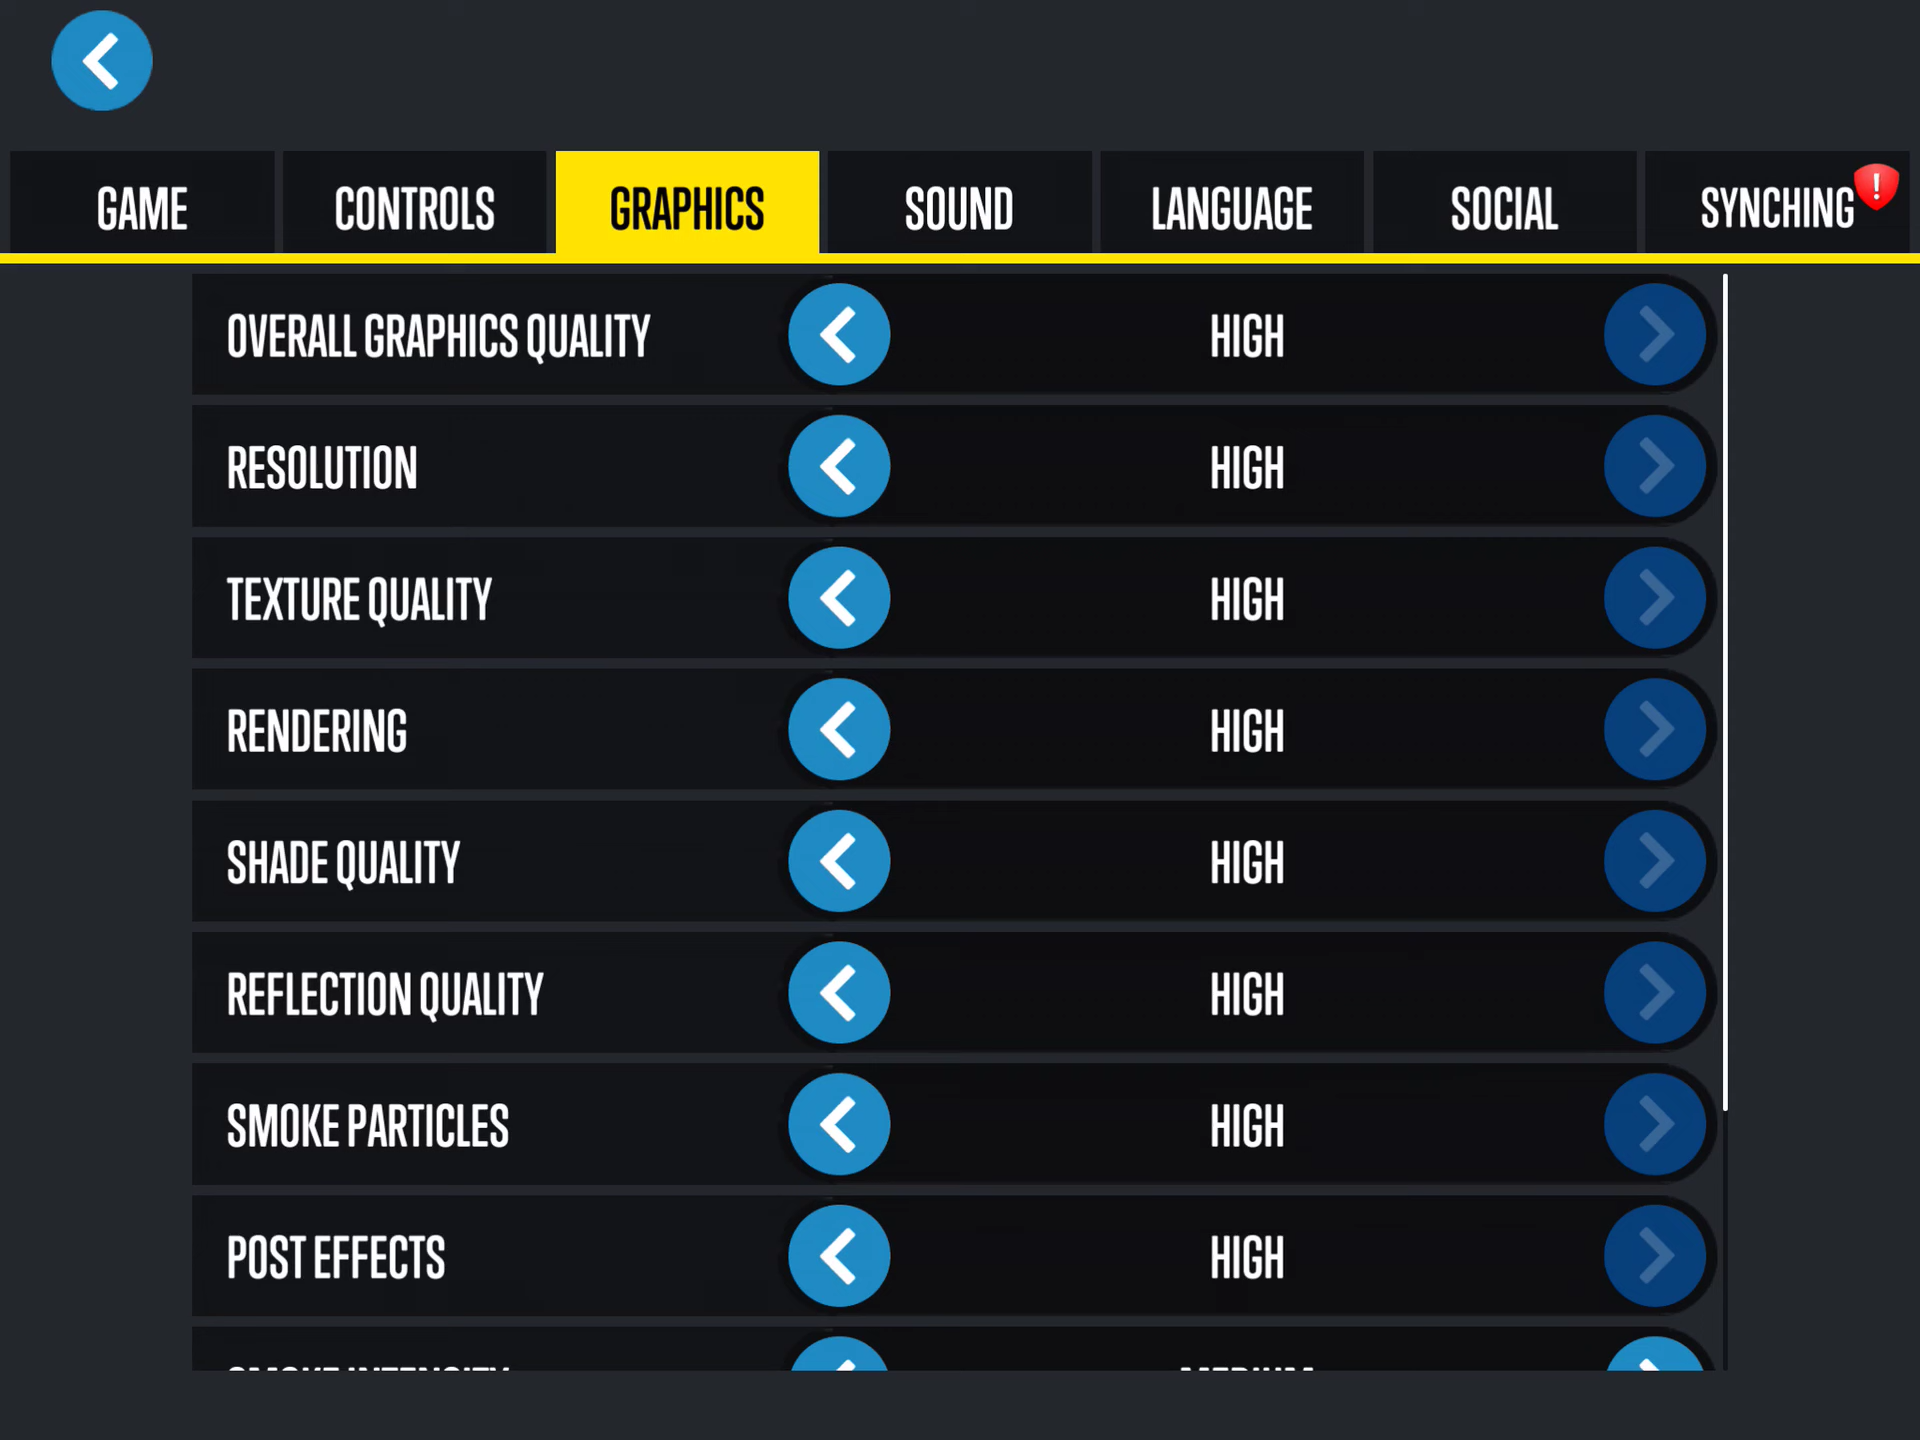 GAME CONTROLS GRAPHICS SOUND LANGUAGE SOCIAL SYNCHING !
OVERALL GRAPHICS QUALITY HIGH
RESOLUTION HIGH
TEXTURE QUALITY HIGH
RENDERING HIGH
SHADE QUALITY HIGH
REFLECTION QUALITY HIGH
SMOKE PARTICLES HIGH
POST EFFECTS HIGH